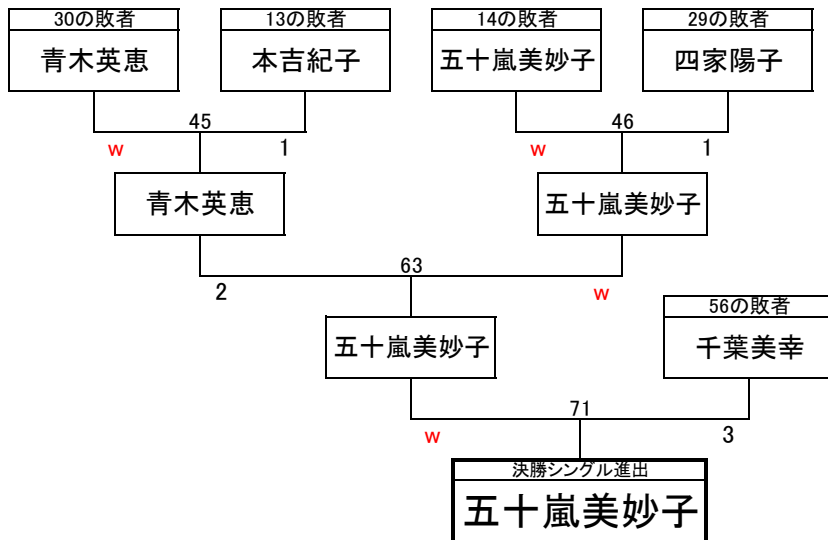 30の敗者
13の敗者
14の敗者
29の敗者
青木英恵
本吉紀子
五十嵐美妙子
四家陽子
45
46
w
1
w
1
青木英恵
五十嵐美妙子
63
2
w
56の敗者
五十嵐美妙子
千葉美幸
71
w
3
決勝シングル進出
五十嵐美妙子